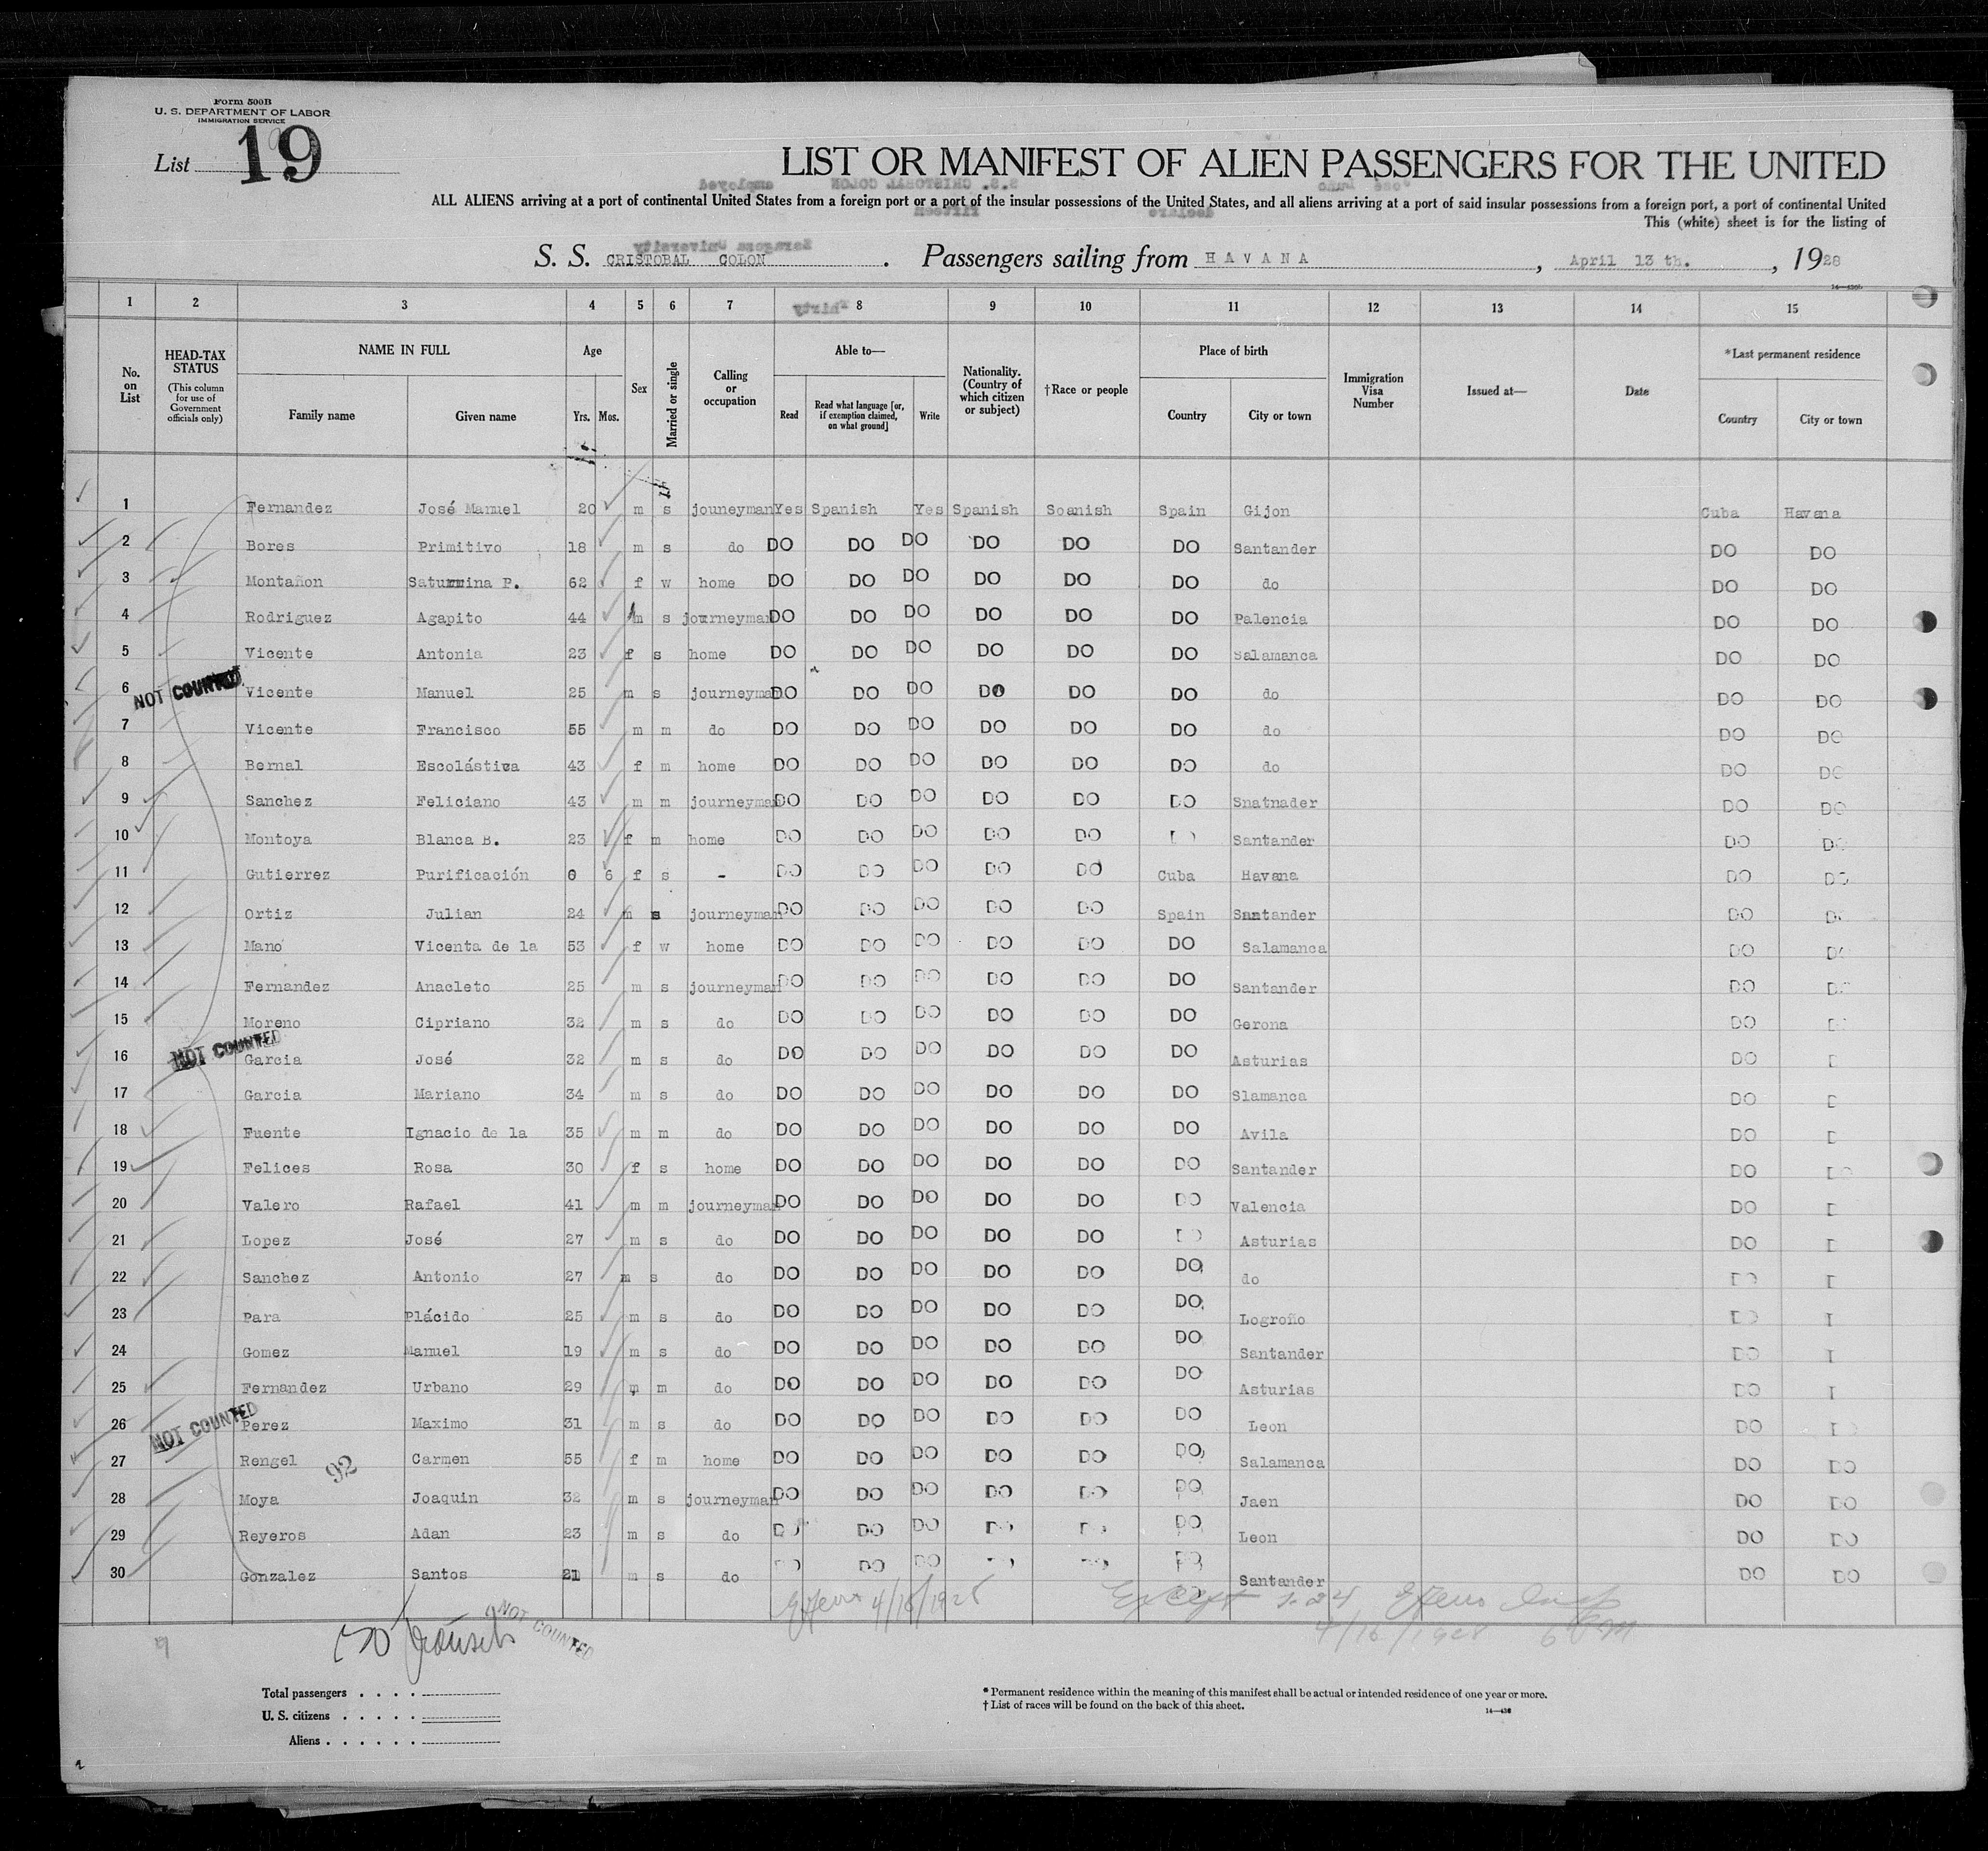 Form 500B
U. S. DEPARTMENT OF LABOR
IMMIGRATION SERVICE
List 19
LIST OR MANIFEST OF ALIEN PASSENGERS FOR THE UNITED
ALL ALIENS arriving at a port of continental United States from a foreign port or a port of the insular possessions of the United States, and all aliens arriving at a port of said insular possessions from a foreign port, a port of continental United
This (white) sheet is for the listing of
S. S. CRISTOBAL COLON . Passengers sailing from HAVANA , April 13 th. , 1928
1 2 3 4 5 6 7 8 9 10 11 12 13 14 15
No. on List
HEAD-TAX STATUS (This column for use of Government officials only)
NAME IN FULL
Family name Given name
Age
Yrs. Mos.
Sex
Married or single
Calling or occupation
Able to—
Read
Read what language [or, if exemption claimed, on what ground]
Write
Nationality. (Country of which citizen or subject)
†Race or people
Place of birth
Country City or town
Immigration Visa Number
Issued at—
Date
*Last permanent residence
Country City or town
1 Fernandez José Manuel 20 m s jouneyman Yes Spanish Yes Spanish Soanish Spain Gijon Cuba Havana
2 Bores Primitivo 18 m s do DO DO DO DO DO DO Santander DO DO
3 Montañon Saturnina P. 62 f w home DO DO DO DO DO DO do DO DO
4 Rodriguez Agapito 44 m s journeyman DO DO DO DO DO DO Palencia DO DO
5 Vicente Antonia 23 f s home DO DO DO DO DO DO Salamanca DO DO
6 NOT COUNTED Vicente Manuel 25 m s journeyman DO DO DO DO DO DO do DO DO
7 Vicente Francisco 55 m m do DO DO DO DO DO DO do DO DO
8 Bernal Escolástiva 43 f m home DO DO DO DO DO DO do DO DO
9 Sanchez Feliciano 43 m m journeyman DO DO DO DO DO DO Snatnader DO DO
10 Montoya Blanca B. 23 f m home DO DO DO DO DO DO Santander DO DO
11 Gutierrez Purificación 0 6 f s - DO DO DO DO DO Cuba Havana DO DO
12 Ortiz Julian 24 m s journeyman DO DO DO DO DO Spain Santander DO DO
13 Mano Vicenta de la 53 f w home DO DO DO DO DO DO Salamanca DO DO
14 Fernandez Anacleto 25 m s journeyman DO DO DO DO DO DO Santander DO DO
15 Moreno Cipriano 32 m s do DO DO DO DO DO DO Gerona DO
16 NOT COUNTED Garcia José 32 m s do DO DO DO DO DO DO Asturias DO
17 Garcia Mariano 34 m s do DO DO DO DO DO DO Slamanca DO
18 Fuente Ignacio de la 35 m m do DO DO DO DO DO DO Avila DO
19 Felices Rosa 30 f s home DO DO DO DO DO DO Santander DO DO
20 Valero Rafael 41 m m journeyman DO DO DO DO DO DO Valencia DO
21 Lopez José 27 m s do DO DO DO DO DO DO Asturias DO
22 Sanchez Antonio 27 m s do DO DO DO DO DO DO do DO
23 Para Plácido 25 m s do DO DO DO DO DO DO Logroño DO
24 Gomez Manuel 19 m s do DO DO DO DO DO DO Santander DO
25 Fernandez Urbano 29 m m do DO DO DO DO DO DO Asturias DO
26 NOT COUNTED Perez Maximo 31 m s do DO DO DO DO DO DO Leon DO
27 Rengel Carmen 55 f m home DO DO DO DO DO DO Salamanca DO DO
92
28 Moya Joaquin 32 m s journeyman DO DO DO DO DO DO Jaen DO DO
29 Reyeros Adan 23 m s do DO DO DO DO DO DO Leon DO DO
30 Gonzalez Santos 21 m s do DO DO DO DO DO DO Santander DO DO
4/16/1928
Except
4/16/1928
NOT COUNTED
Total passengers . . . .
U. S. citizens . . . . .
Aliens . . . . . .
* Permanent residence within the meaning of this manifest shall be actual or intended residence of one year or more.
† List of races will be found on the back of this sheet.
14—436